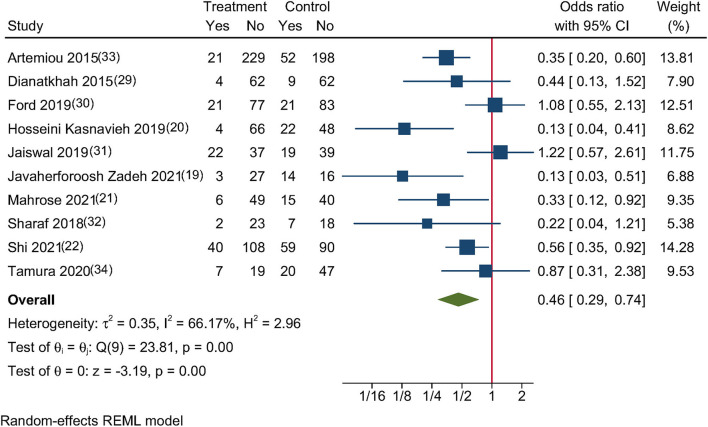 Treatment Control Odds ratio Weight
Study Yes No Yes No with 95% CI (%)
Artemiou 2015(33) 21 229 52 198 0.35 [ 0.20, 0.60] 13.81
Dianatkhah 2015(29) 4 62 9 62 0.44 [ 0.13, 1.52] 7.90
Ford 2019(30) 21 77 21 83 1.08 [ 0.55, 2.13] 12.51
Hosseini Kasnavieh 2019(20) 4 66 22 48 0.13 [ 0.04, 0.41] 8.62
Jaiswal 2019(31) 22 37 19 39 1.22 [ 0.57, 2.61] 11.75
Javaherforoosh Zadeh 2021(19) 3 27 14 16 0.13 [ 0.03, 0.51] 6.88
Mahrose 2021(21) 6 49 15 40 0.33 [ 0.12, 0.92] 9.35
Sharaf 2018(32) 2 23 7 18 0.22 [ 0.04, 1.21] 5.38
Shi 2021(22) 40 108 59 90 0.56 [ 0.35, 0.92] 14.28
Tamura 2020(34) 7 19 20 47 0.87 [ 0.31, 2.38] 9.53
Overall 0.46 [ 0.29, 0.74]
Heterogeneity: τ² = 0.35, I² = 66.17%, H² = 2.96
Test of θᵢ = θⱼ: Q(9) = 23.81, p = 0.00
Test of θ = 0: z = -3.19, p = 0.00
1/16 1/8 1/4 1/2 1 2
Random-effects REML model